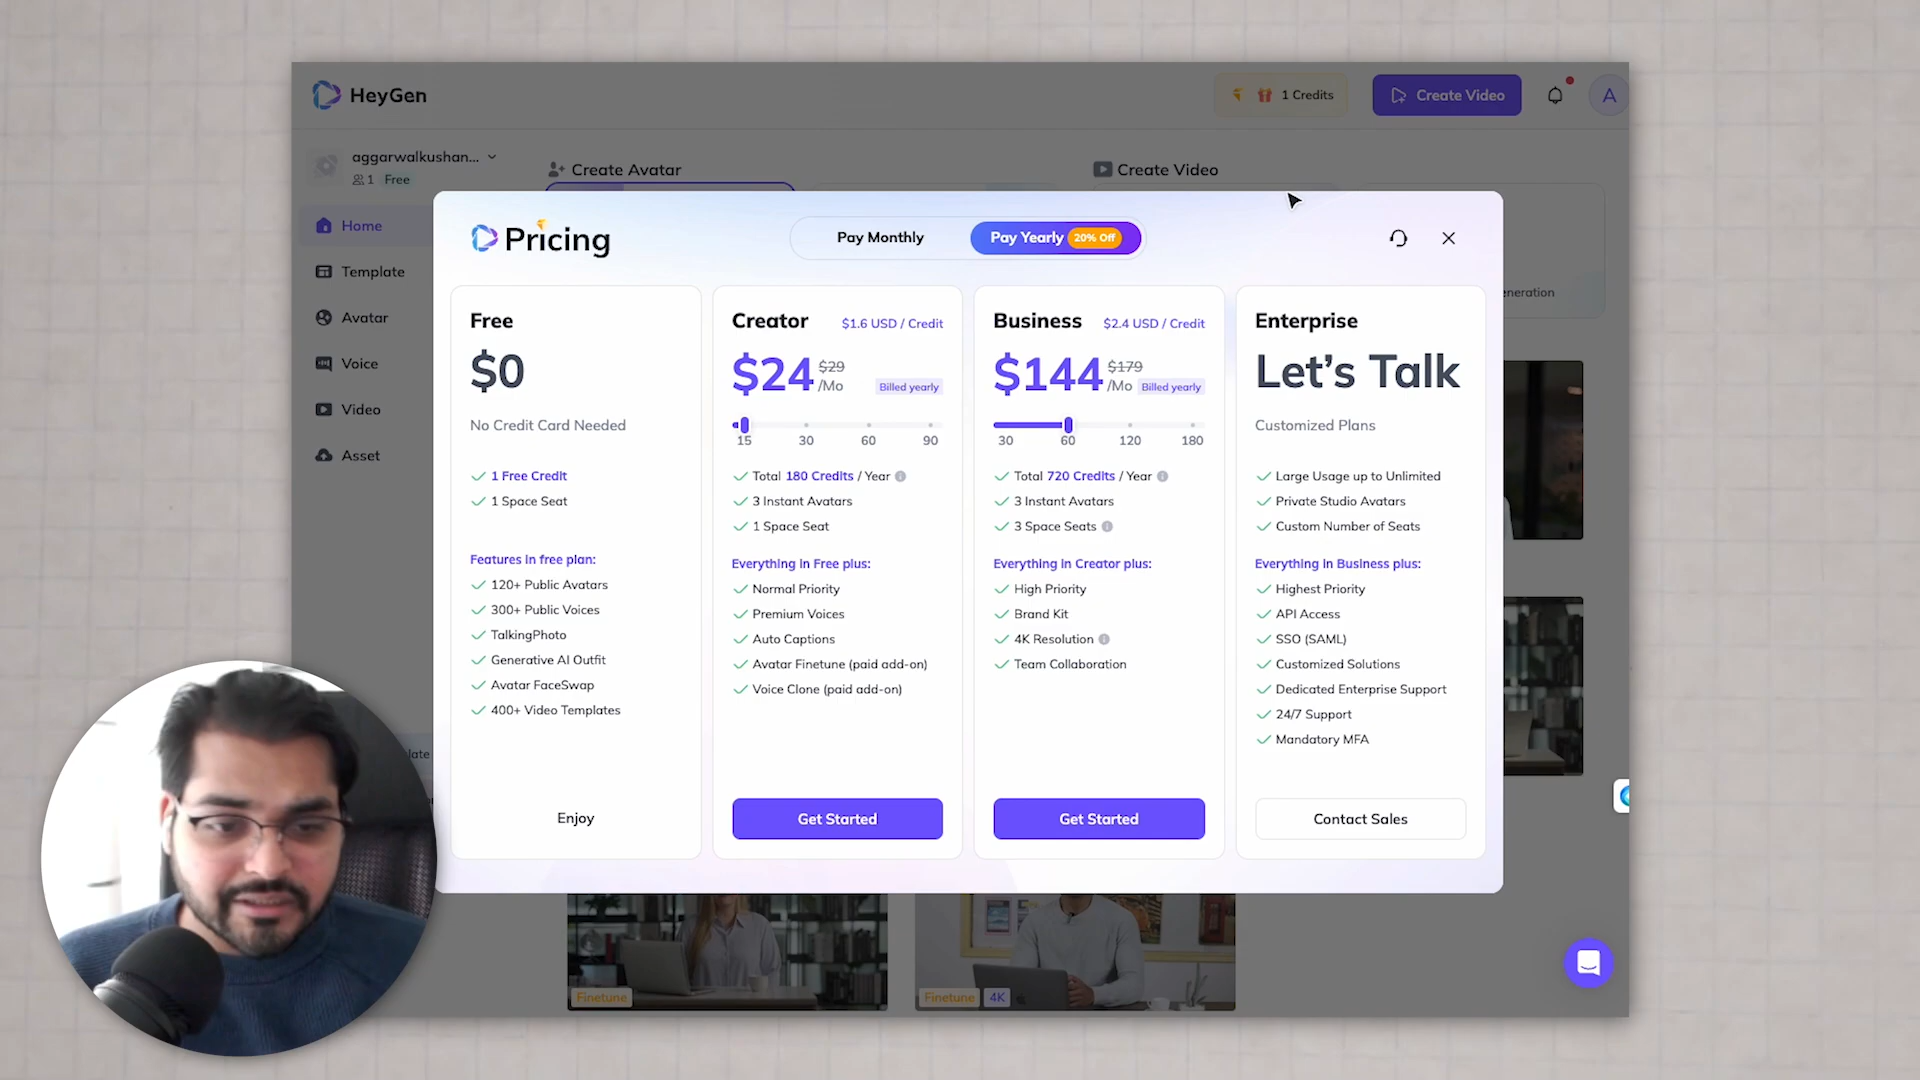 HeyGen
1 Credits
Create Video
A
aggarwalkushan...
1 Free
Create Avatar
Create Video
Home
Template
Avatar
Voice
Video
Asset
Pricing
Pay Monthly
Pay Yearly 20% Off
Free
$0
No Credit Card Needed
1 Free Credit
1 Space Seat
Features in free plan:
120+ Public Avatars
300+ Public Voices
TalkingPhoto
Generative AI Outfit
Avatar FaceSwap
400+ Video Templates
Enjoy
Creator $1.6 USD / Credit
$24 $29 /Mo Billed yearly
15 30 60 90
Total 180 Credits / Year
3 Instant Avatars
1 Space Seat
Everything in Free plus:
Normal Priority
Premium Voices
Auto Captions
Avatar Finetune (paid add-on)
Voice Clone (paid add-on)
Get Started
Business $2.4 USD / Credit
$144 $179 /Mo Billed yearly
30 60 120 180
Total 720 Credits / Year
3 Instant Avatars
3 Space Seats
Everything in Creator plus:
High Priority
Brand Kit
4K Resolution
Team Collaboration
Get Started
Enterprise
Let's Talk
Customized Plans
Large Usage up to Unlimited
Private Studio Avatars
Custom Number of Seats
Everything in Business plus:
Highest Priority
API Access
SSO (SAML)
Customized Solutions
Dedicated Enterprise Support
24/7 Support
Mandatory MFA
Contact Sales
Finetune
Finetune 4K